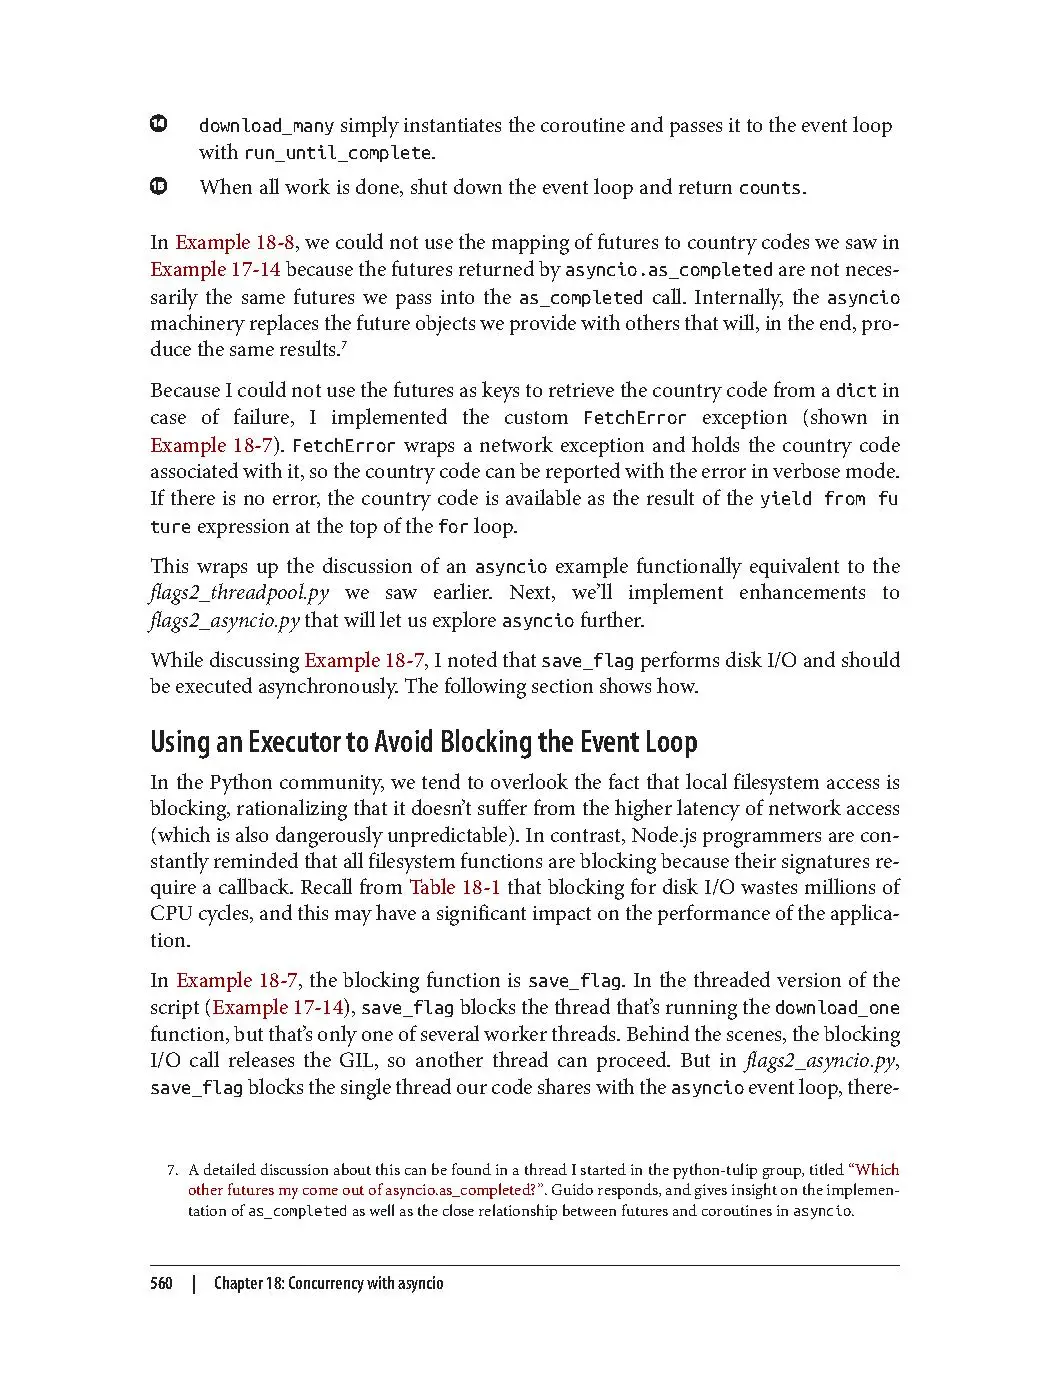 14 download_many simply instantiates the coroutine and passes it to the event loop
with run_until_complete.
15 When all work is done, shut down the event loop and return counts.
In Example 18-8, we could not use the mapping of futures to country codes we saw in
Example 17-14 because the futures returned by asyncio.as_completed are not neces-
sarily the same futures we pass into the as_completed call. Internally, the asyncio
machinery replaces the future objects we provide with others that will, in the end, pro-
duce the same results.7
Because I could not use the futures as keys to retrieve the country code from a dict in
case of failure, I implemented the custom FetchError exception (shown in
Example 18-7). FetchError wraps a network exception and holds the country code
associated with it, so the country code can be reported with the error in verbose mode.
If there is no error, the country code is available as the result of the yield from fu
ture expression at the top of the for loop.
This wraps up the discussion of an asyncio example functionally equivalent to the
flags2_threadpool.py we saw earlier. Next, we’ll implement enhancements to
flags2_asyncio.py that will let us explore asyncio further.
While discussing Example 18-7, I noted that save_flag performs disk I/O and should
be executed asynchronously. The following section shows how.
Using an Executor to Avoid Blocking the Event Loop
In the Python community, we tend to overlook the fact that local filesystem access is
blocking, rationalizing that it doesn’t suffer from the higher latency of network access
(which is also dangerously unpredictable). In contrast, Node.js programmers are con-
stantly reminded that all filesystem functions are blocking because their signatures re-
quire a callback. Recall from Table 18-1 that blocking for disk I/O wastes millions of
CPU cycles, and this may have a significant impact on the performance of the applica-
tion.
In Example 18-7, the blocking function is save_flag. In the threaded version of the
script (Example 17-14), save_flag blocks the thread that’s running the download_one
function, but that’s only one of several worker threads. Behind the scenes, the blocking
I/O call releases the GIL, so another thread can proceed. But in flags2_asyncio.py,
save_flag blocks the single thread our code shares with the asyncio event loop, there-
7. A detailed discussion about this can be found in a thread I started in the python-tulip group, titled “Which
other futures my come out of asyncio.as_completed?”. Guido responds, and gives insight on the implemen-
tation of as_completed as well as the close relationship between futures and coroutines in asyncio.
560 | Chapter 18: Concurrency with asyncio